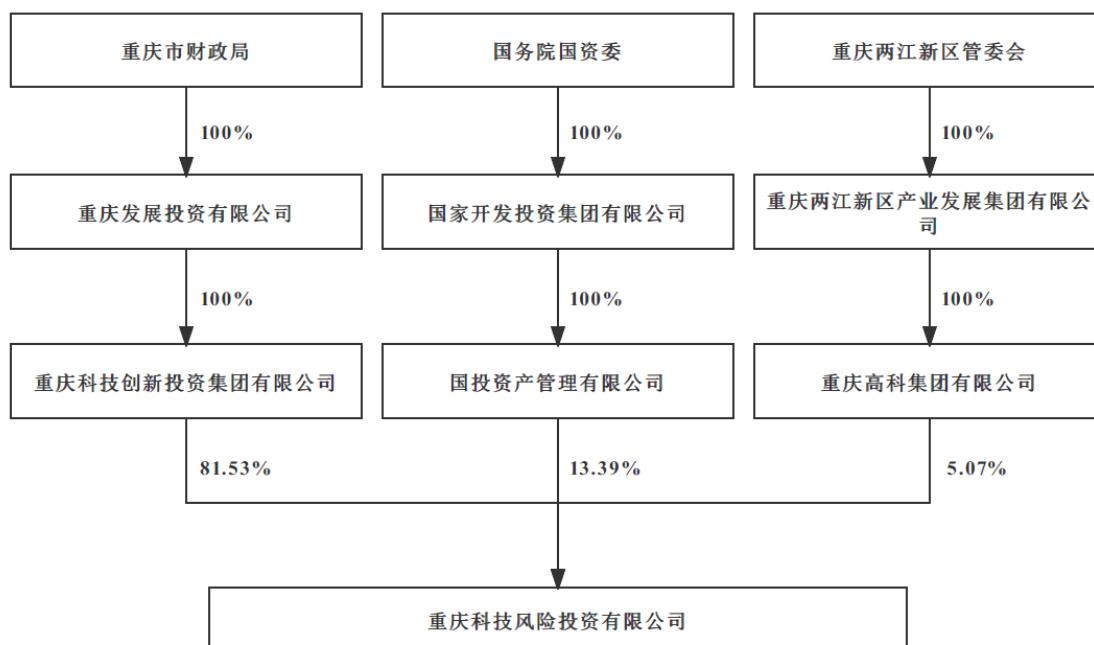 重庆市财政局
国务院国资委
重庆两江新区管委会
100%
100%
100%
重庆发展投资有限公司
国家开发投资集团有限公司
重庆两江新区产业发展集团有限公
司
100%
100%
100%
重庆科技创新投资集团有限公司
国投资产管理有限公司
重庆高科集团有限公司
81.53%
13.39%
5.07%
重庆科技风险投资有限公司